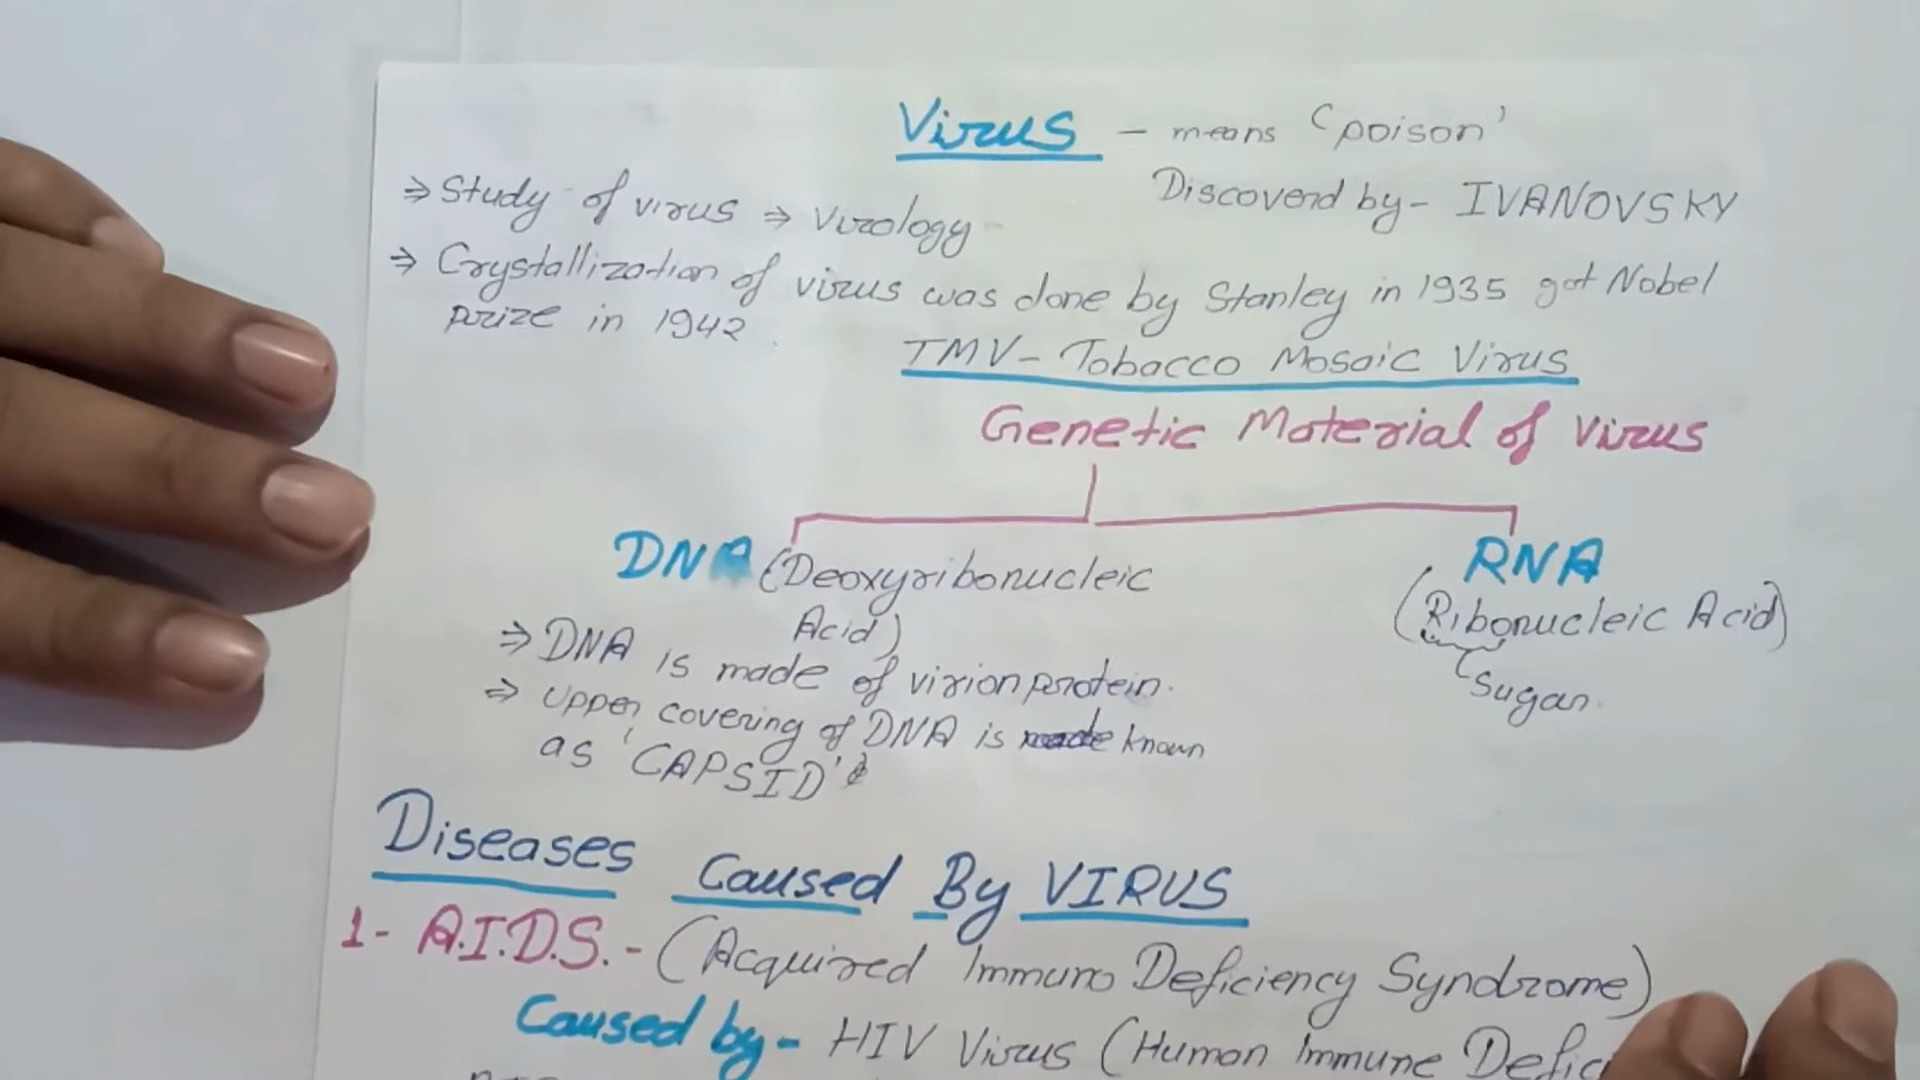 Virus - means 'poison'
Discoverd by - IVANOVSKY
⇒ Study of virus ⇒ virology
⇒ Crystallization of virus was done by Stanley in 1935 got Nobel
prize in 1942.
TMV - Tobacco Mosaic Virus
Genetic Material of Virus
DNA (Deoxyribonucleic
Acid)
RNA
(Ribonucleic Acid)
Sugar.
⇒ DNA is made of virion protein.
⇒ Upper covering of DNA is known
as 'CAPSID'
Diseases Caused By VIRUS
1- A.I.D.S. - (Acquired Immuno Deficiency Syndrome)
Caused by - HIV Virus (Human Immune Defici